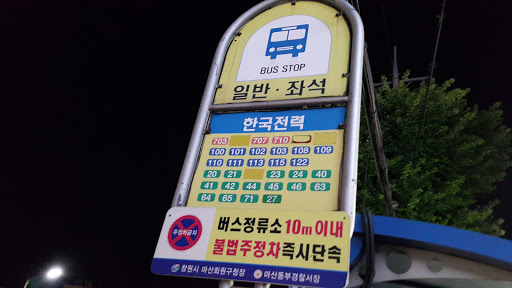 BUS STOP
일반·좌석
한국전력
703 707 710
100 101 102 103 108 109
110 111 113 115 122
20 21 23 24 40
41 42 44 45 46 63
64 65 71 27
주정차금지
버스정류소 10m이내
불법주정차 즉시단속
창원시 마산회원구청장 마산동부경찰서장